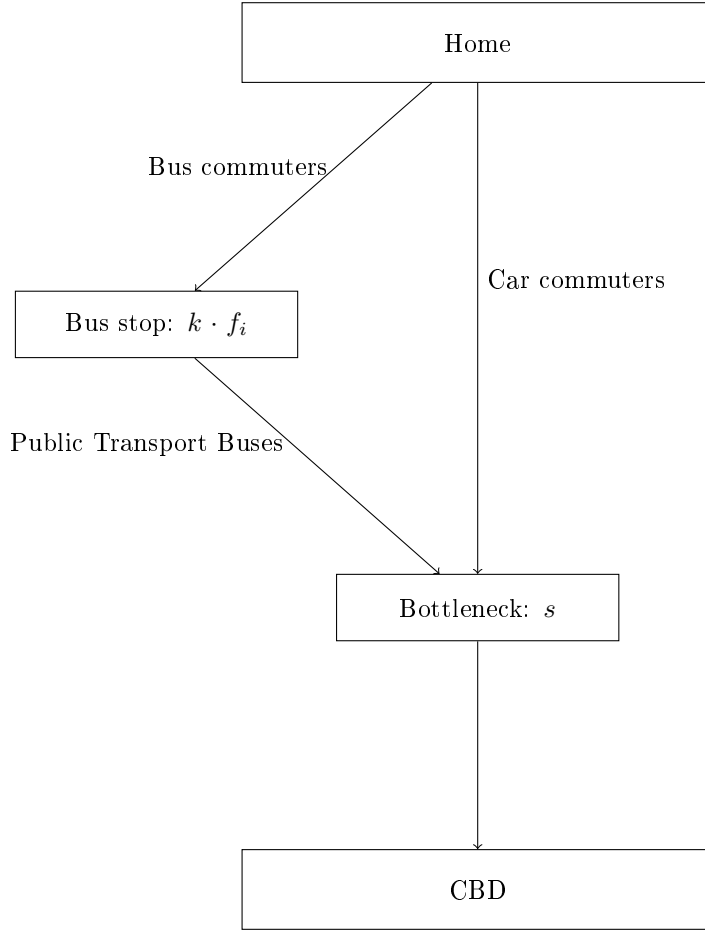 Home
Bus commuters
Car commuters
Bus stop: k · f_i
Public Transport Buses
Bottleneck: s
CBD